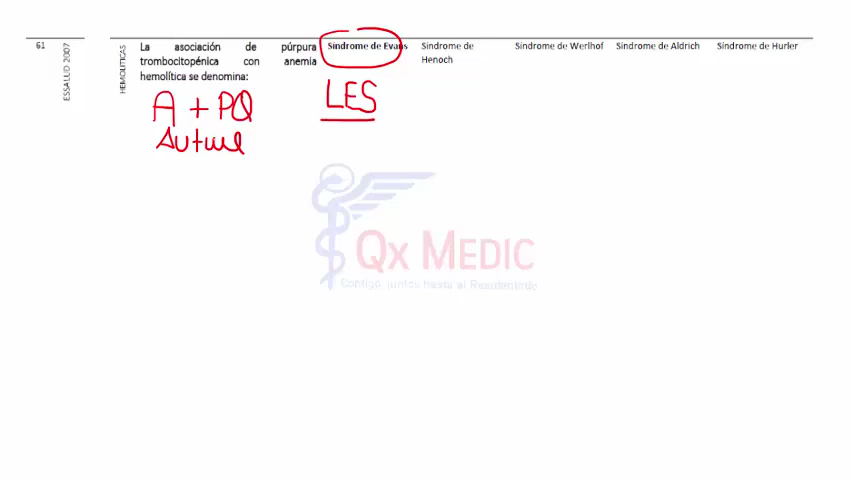 61
ESSALUD 2007
HEMOLITICAS
La asociación de púrpura
trombocitopénica con anemia
hemolítica se denomina:
Síndrome de Evans
Síndrome de
Henoch
Síndrome de Werlhof
Síndrome de Aldrich
Síndrome de Hurler
A + PQ
LES
QX MEDIC
Contigo juntos hasta el Residentado